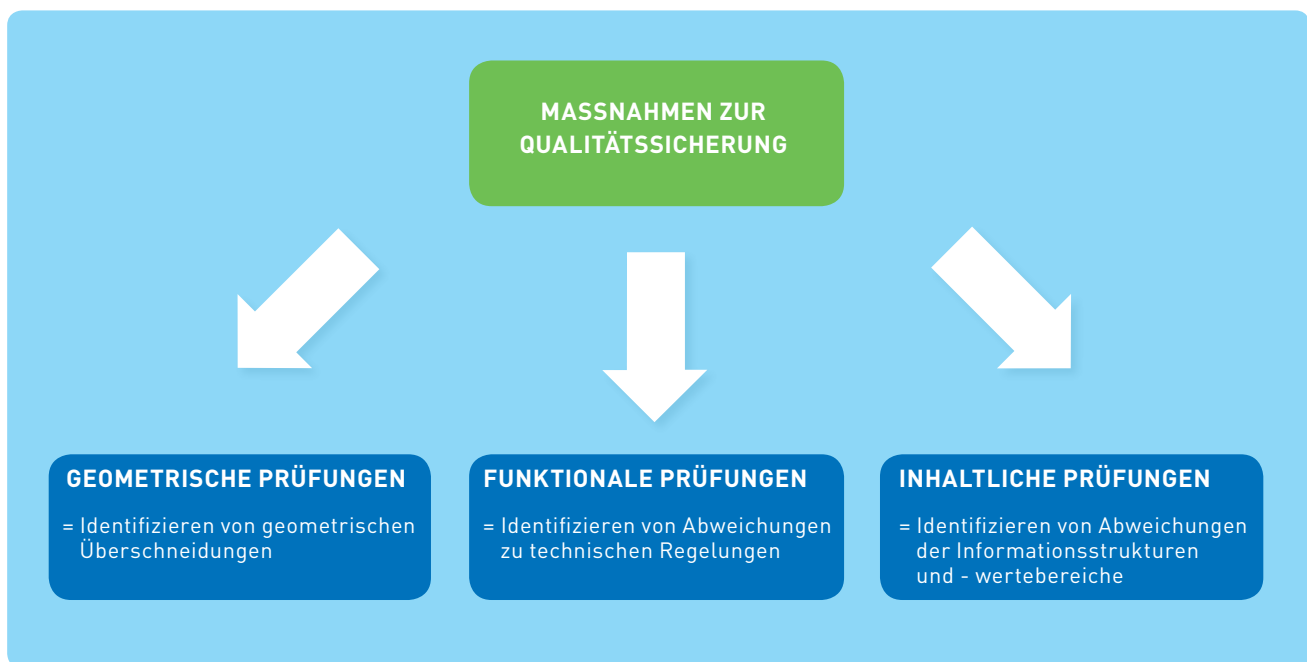 MASSNAHMEN ZUR
QUALITÄTSSICHERUNG
GEOMETRISCHE PRÜFUNGEN
= Identifizieren von geometrischen
Überschneidungen
FUNKTIONALE PRÜFUNGEN
= Identifizieren von Abweichungen
zu technischen Regelungen
INHALTLICHE PRÜFUNGEN
= Identifizieren von Abweichungen
der Informationsstrukturen
und - wertebereiche